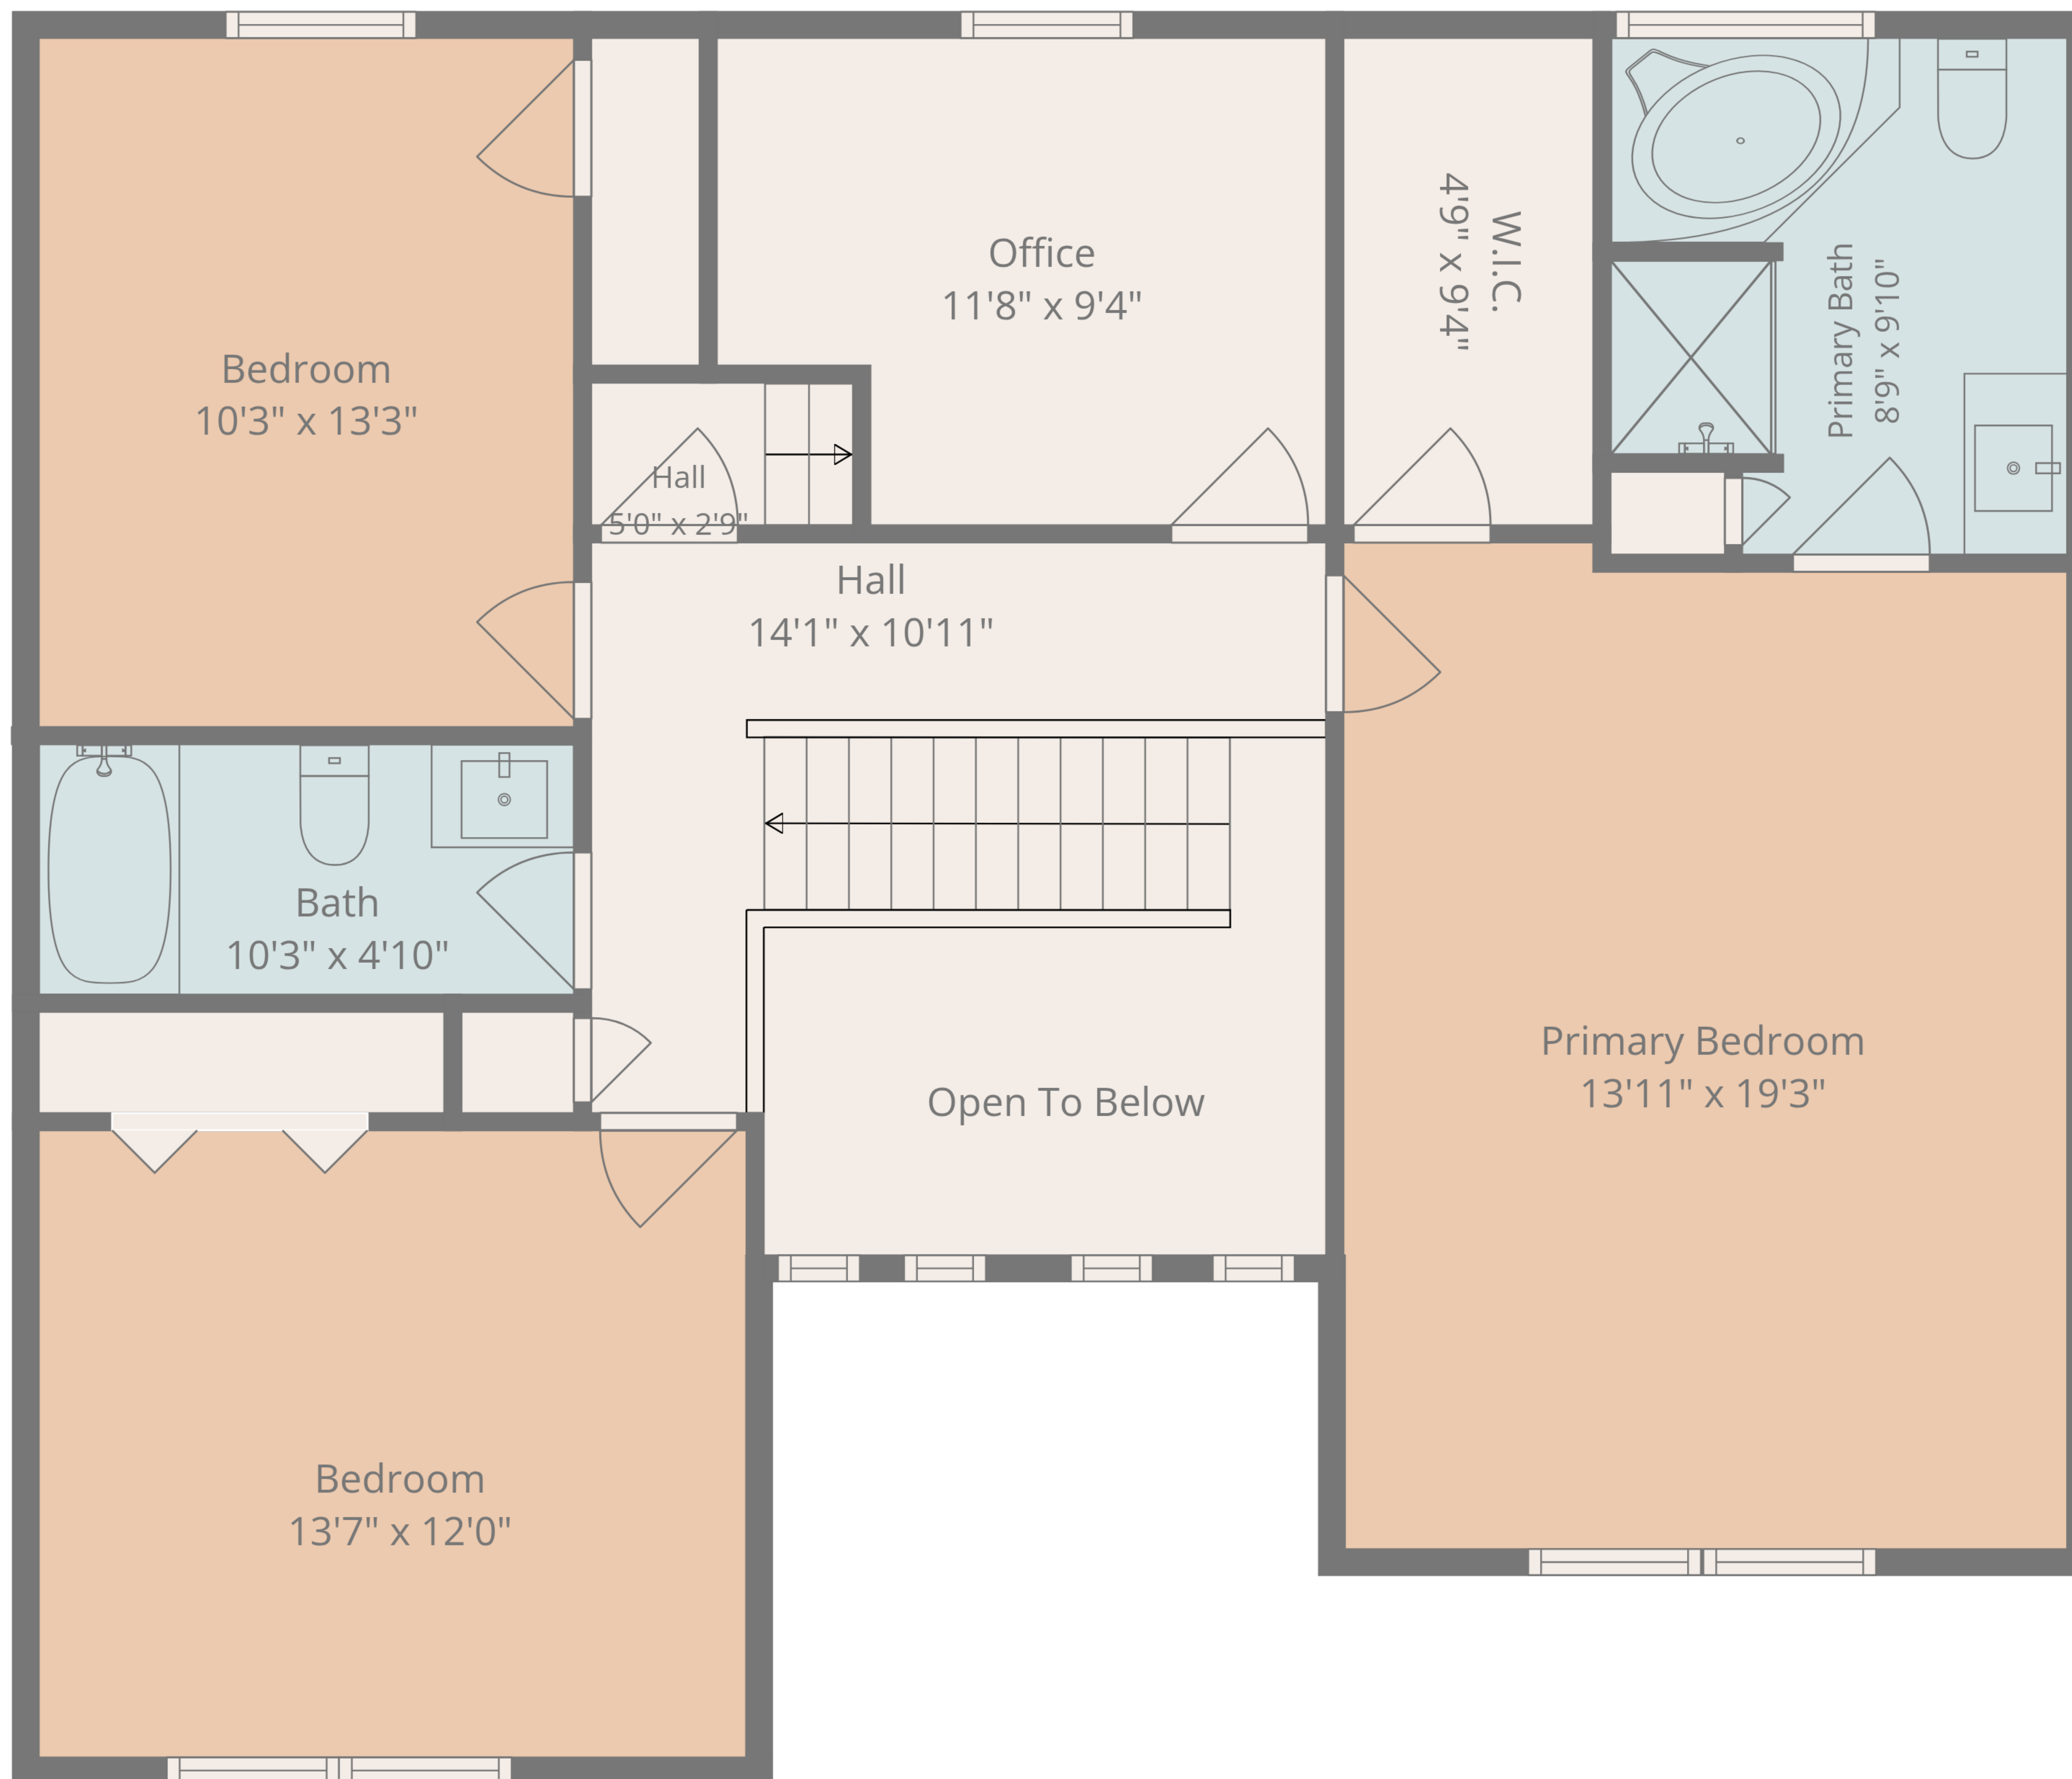 Office
11'8" x 9'4"
W.I.C.
4'9" x 9'4"
Primary Bath
8'9" x 9'10"
Bedroom
10'3" x 13'3"
Hall
5'0" x 2'9"
Hall
14'1" x 10'11"
Bath
10'3" x 4'10"
Primary Bedroom
13'11" x 19'3"
Open To Below
Bedroom
13'7" x 12'0"